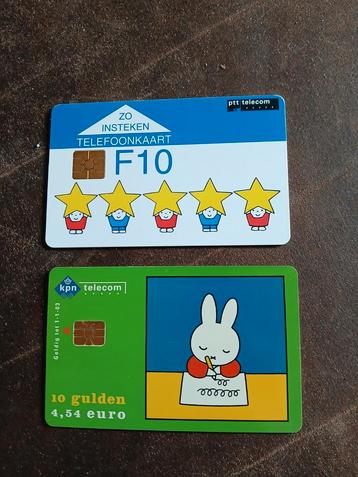 ptt telecom
ZO
INSTEKEN
TELEFOONKAART
F10
kpn telecom
Geldig tot 1-1-03
10 gulden
4,54 euro